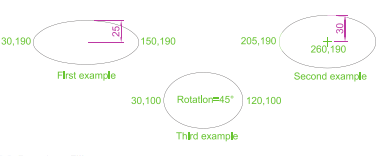 25
30
30,190
150,190
205,190
260,190
First example
Second example
30,100
Rotation=45°
120,100
Third example